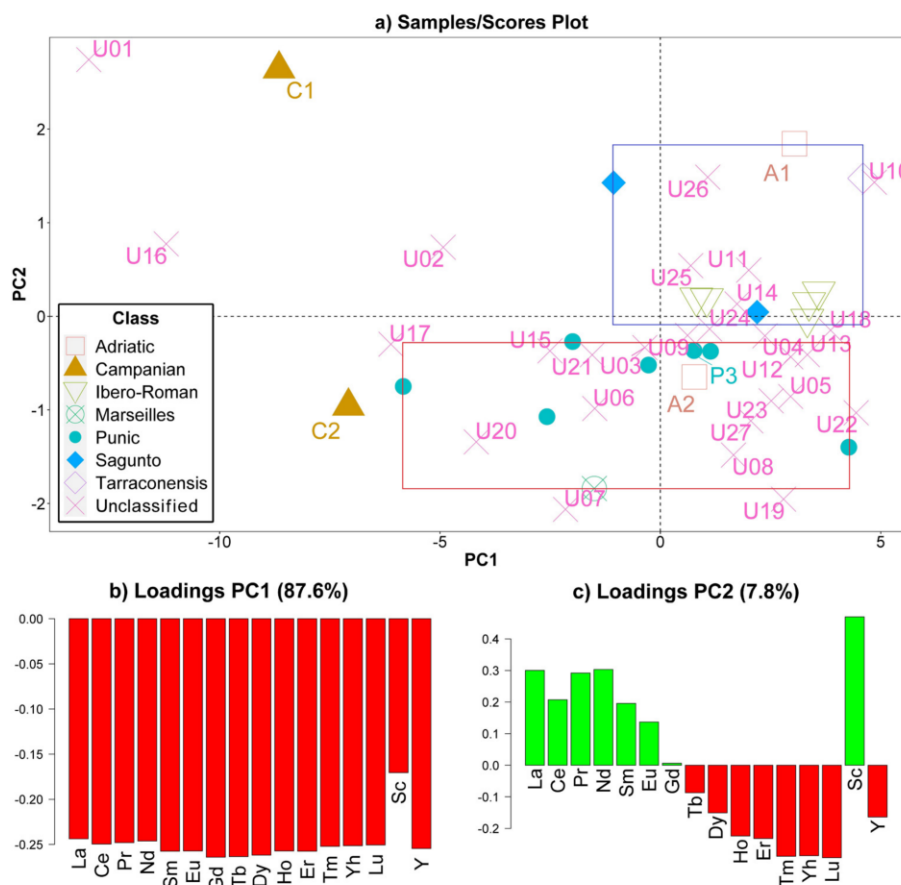 a) Samples/Scores Plot
U01
C1
2
A1
U26
U10
1
U16
U02
U11
U25
U14
PC2
0
Class
Adriatic
Campanian
Ibero-Roman
Marseilles
Punic
Sagunto
Tarraconensis
Unclassified
U17
U15
U21
U03
U09
U24
U04
U18
U13
U12
P3
-1
C2
U06
A2
U05
U23
U22
U20
U27
U08
-2
U07
U19
-10
-5
0
5
PC1
b) Loadings PC1 (87.6%)
0.00
-0.05
-0.10
-0.15
-0.20
-0.25
La Ce Pr Nd Sm Eu Gd Tb Dy Ho Er Tm Yh Lu Sc Y
c) Loadings PC2 (7.8%)
0.4
0.3
0.2
0.1
0.0
-0.1
-0.2
La Ce Pr Nd Sm Eu Gd Tb Dy Ho Er Tm Yh Lu Sc Y